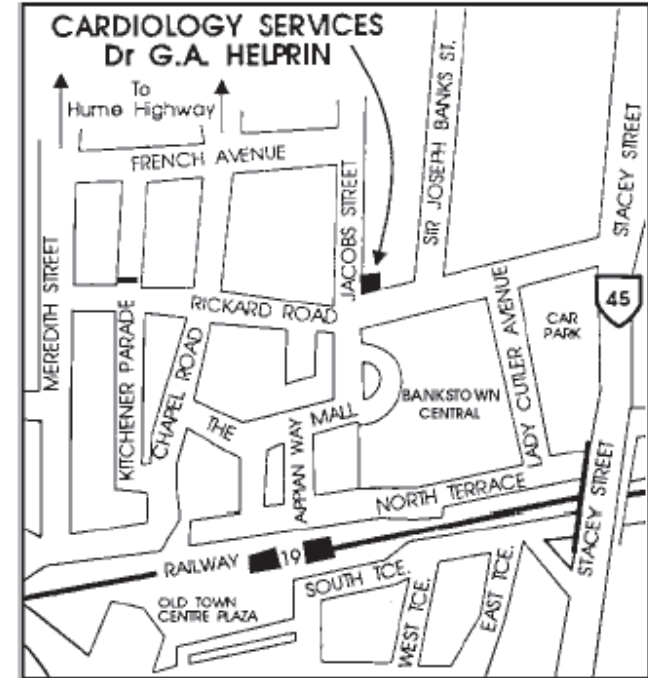 CARDIOLOGY SERVICES
Dr G.A. HELPRIN
To
Hume Highway
FRENCH AVENUE
JACOBS STREET
SIR JOSEPH BANKS ST.
STACEY STREET
MEREDITH STREET
KITCHENER PARADE
RICKARD ROAD
CHAPEL ROAD
THE
APPIAN WAY
MALL
BANKSTOWN
CENTRAL
LADY CUTLER AVENUE
CAR
PARK
45
NORTH TERRACE
STACEY STREET
RAILWAY
19
SOUTH TCE.
OLD TOWN
CENTRE PLAZA
WEST TCE.
EAST TCE.